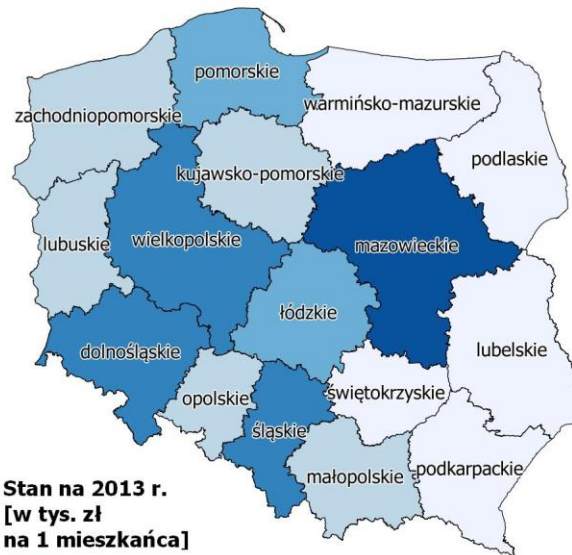 pomorskie
warmińsko-mazurskie
zachodniopomorskie
podlaskie
kujawsko-pomorskie
lubuskie
wielkopolskie
mazowieckie
łódzkie
dolnośląskie
lubelskie
opolskie
świętokrzyskie
śląskie
małopolskie
podkarpackie
Stan na 2013 r.
[w tys. zł
na 1 mieszkańca]